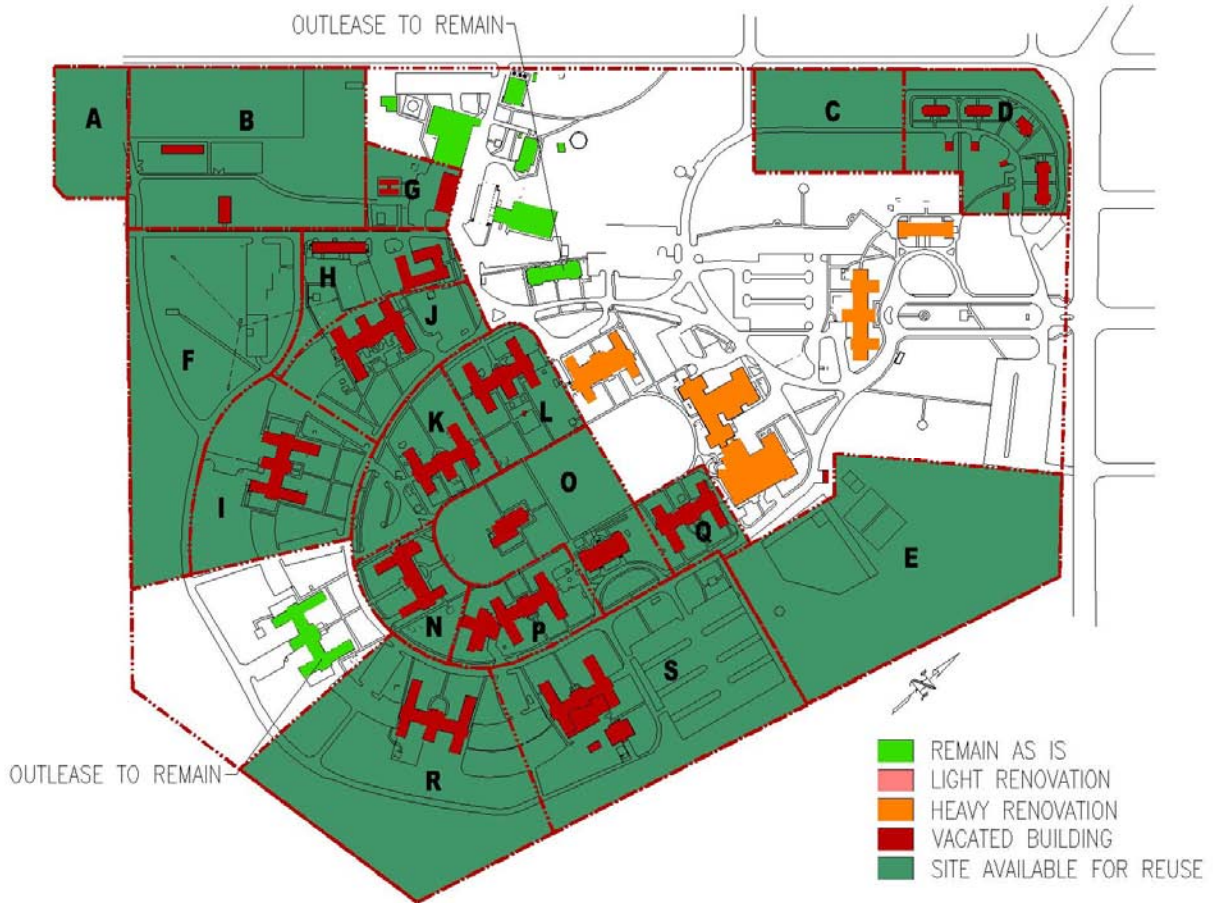 OUTLEASE TO REMAIN
A
B
C
D
G
H
J
F
K
L
I
O
Q
E
N
P
S
R
OUTLEASE TO REMAIN
REMAIN AS IS
LIGHT RENOVATION
HEAVY RENOVATION
VACATED BUILDING
SITE AVAILABLE FOR REUSE